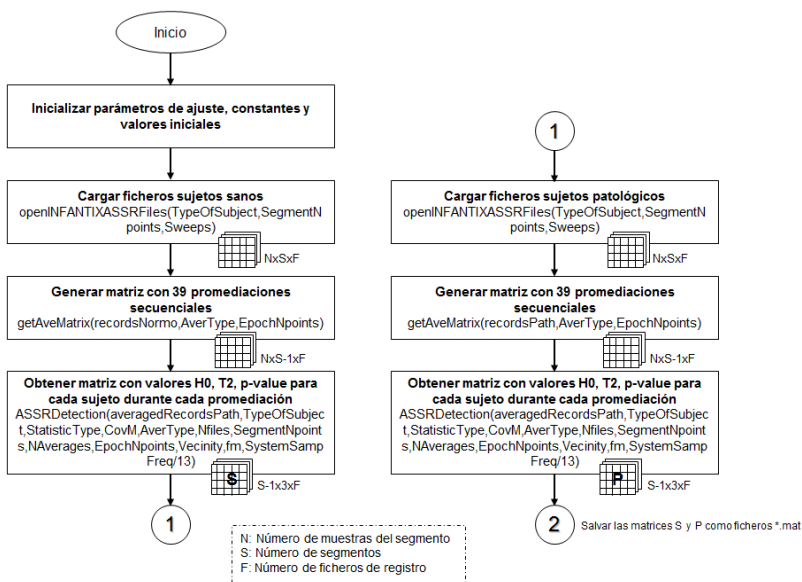 Inicio
Inicializar parámetros de ajuste, constantes y
valores iniciales
Cargar ficheros sujetos sanos
openINFANTIXASSRFiles(TypeOfSubject,SegmentN
points,Sweeps)
NxSxF
Generar matriz con 39 promediaciones
secuenciales
getAveMatrix(recordsNormo,AverType,EpochNpoints)
NxS-1xF
Obtener matriz con valores H0, T2, p-value para
cada sujeto durante cada promediación
ASSRDetection(averagedRecordsPath,TypeOfSubjec
t,StatisticType,CovM,AverType,Nfiles,SegmentNpoint
s,NAverages,EpochNpoints,Vecinity,fm,SystemSamp
Freq/13)
S
S-1x3xF
1
1
Cargar ficheros sujetos patológicos
openINFANTIXASSRFiles(TypeOfSubject,SegmentN
points,Sweeps)
NxSxF
Generar matriz con 39 promediaciones
secuenciales
getAveMatrix(recordsPath,AverType,EpochNpoints)
NxS-1xF
Obtener matriz con valores H0, T2, p-value para
cada sujeto durante cada promediación
ASSRDetection(averagedRecordsPath,TypeOfSubjec
t,StatisticType,CovM,AverType,Nfiles,SegmentNpoint
s,NAverages,EpochNpoints,Vecinity,fm,SystemSamp
Freq/13)
P
S-1x3xF
2
Salvar las matrices S y P como ficheros *.mat
N: Número de muestras del segmento
S: Número de segmentos
F: Número de ficheros de registro